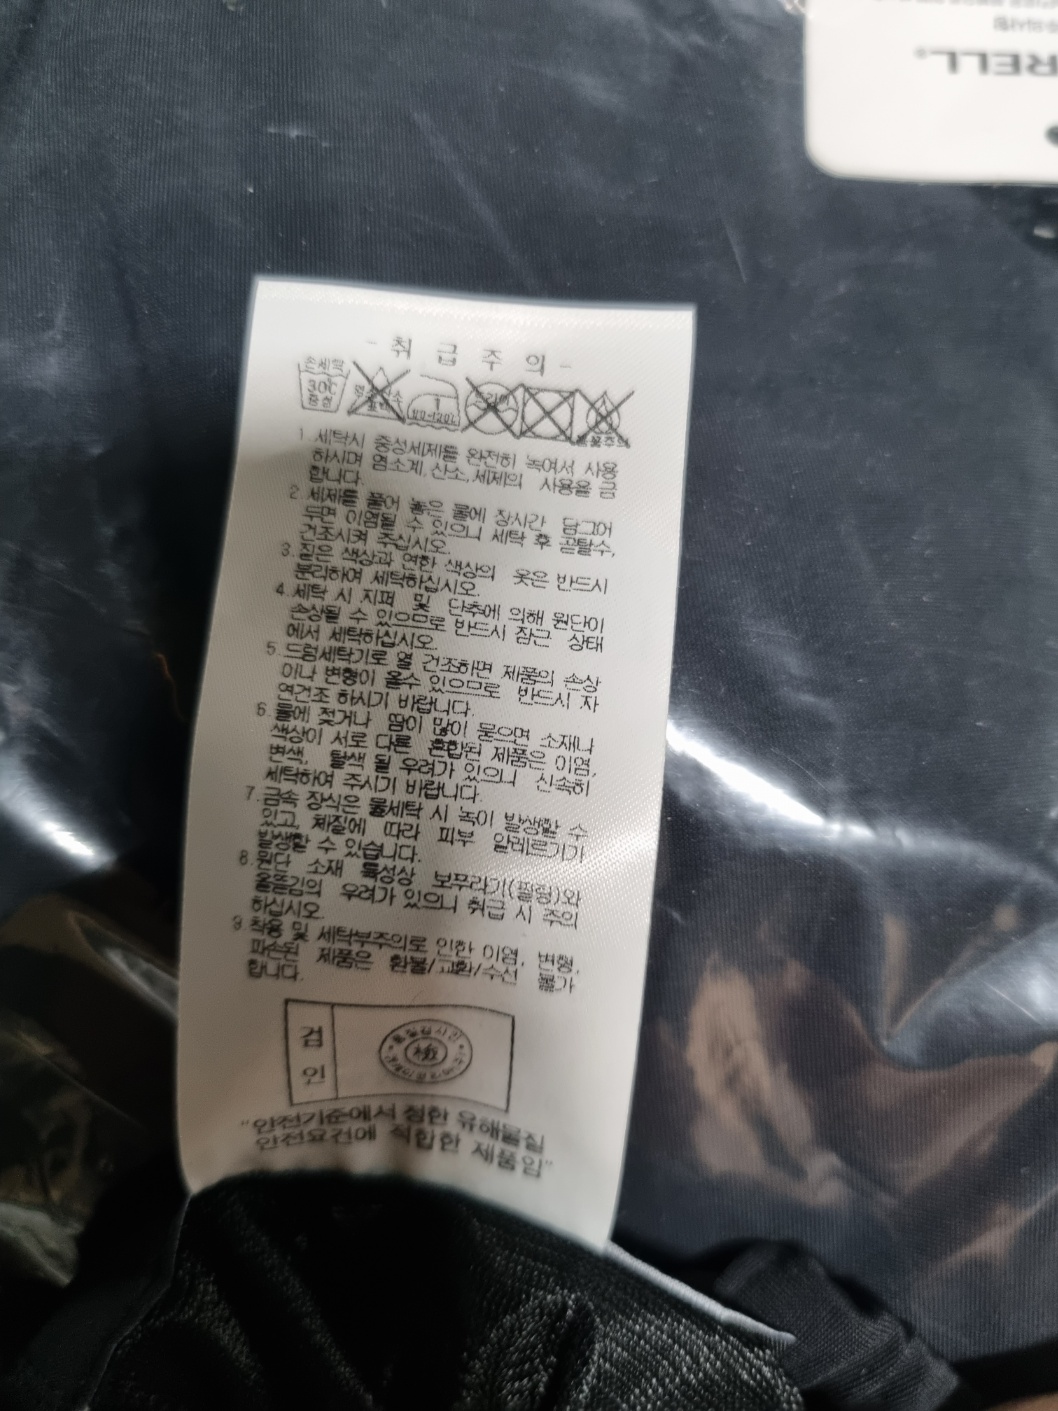 - 취 급 주 의 -
손세탁
30℃
중성
염소산소
표백
1
80-120℃
드라이
물품주의
1. 세탁시 중성세제를 완전히 녹여서 사용
하시며 염소계, 산소, 세제의 사용을 금
합니다.
2. 세제를 풀어 놓은 물에 장시간 담그어
두면 이염될 수 있으니 세탁 후 곧탈수,
건조시켜 주십시오.
3. 짙은 색상과 연한 색상의 옷은 반드시
분리하여 세탁하십시오.
4. 세탁 시 지퍼 및 단추에 의해 원단이
손상될 수 있으므로 반드시 잠근 상태
에서 세탁하십시오.
5. 드럼세탁기로 열 건조하면 제품의 손상
이나 변형이 올수 있으므로 반드시 자
연건조 하시기 바랍니다.
6. 물에 젖거나 땀이 많이 묻으면 소재나
색상이 서로 다른 혼합된 제품은 이염,
변색, 탈색 될 우려가 있으니 신속히
세탁하여 주시기 바랍니다.
7. 금속 장식은 물세탁 시 녹이 발생할 수
있고, 체질에 따라 피부 알레르기가
발생할 수 있습니다.
8. 원단 소재 특성상 보푸라기(필링)와
올뜯김의 우려가 있으니 취급 시 주의
하십시오.
9. 착용 및 세탁부주의로 인한 이염, 변형,
파손된 제품은 환불/교환/수선 불가
합니다.
검
인
"안전기준에서 정한 유해물질
안전요건에 적합한 제품임"
RELL.